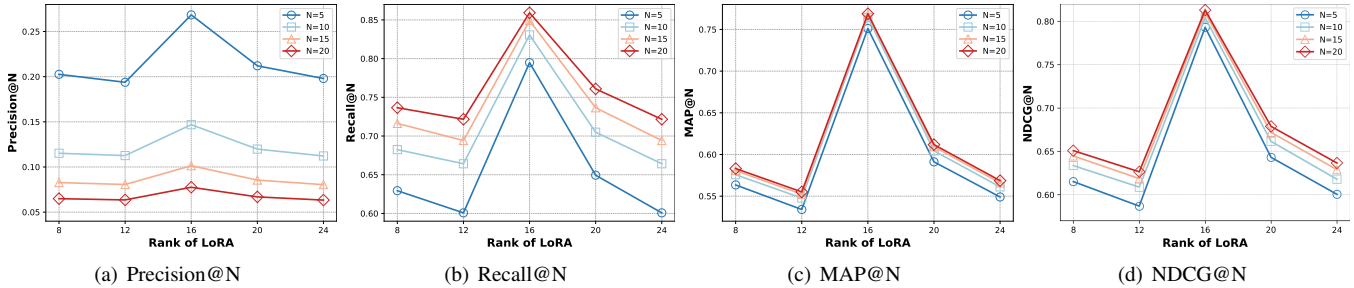 Precision@N
0.25
0.20
0.15
0.10
0.05
8
12
16
20
24
Rank of LoRA
N=5
N=10
N=15
N=20
(a) Precision@N
Recall@N
0.85
0.80
0.75
0.70
0.65
0.60
8
12
16
20
24
Rank of LoRA
N=5
N=10
N=15
N=20
(b) Recall@N
MAP@N
0.75
0.70
0.65
0.60
0.55
8
12
16
20
24
Rank of LoRA
N=5
N=10
N=15
N=20
(c) MAP@N
NDCG@N
0.80
0.75
0.70
0.65
0.60
8
12
16
20
24
Rank of LoRA
N=5
N=10
N=15
N=20
(d) NDCG@N